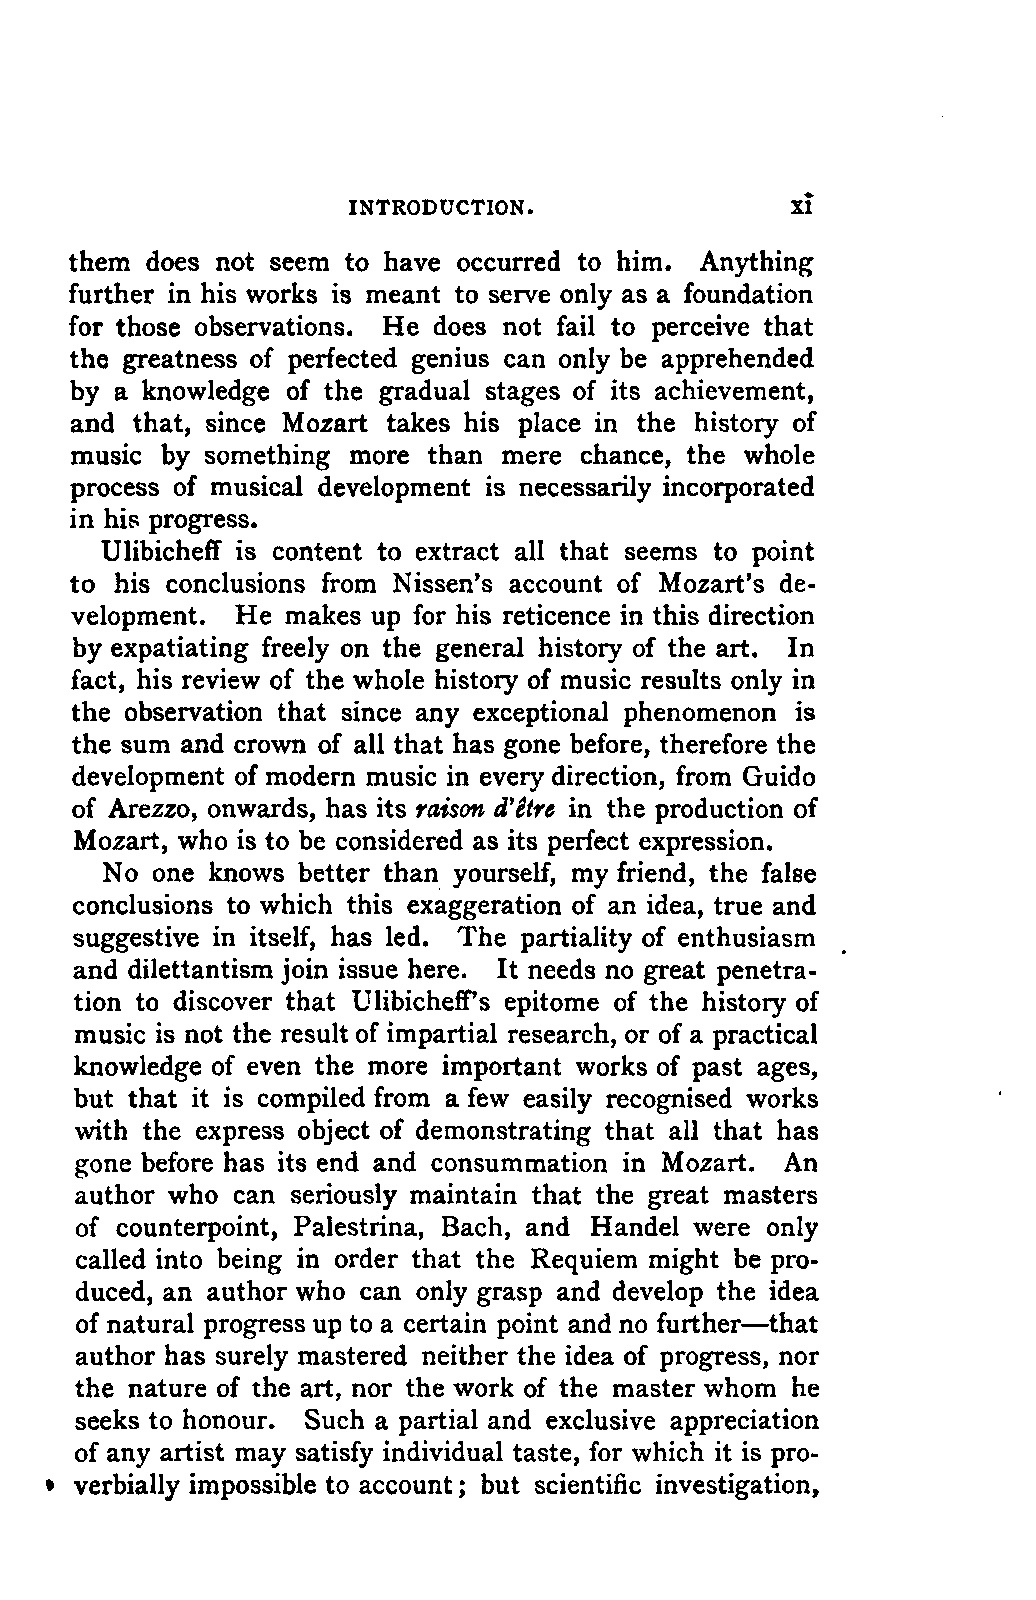 INTRODUCTION. xi
them does not seem to have occurred to him. Anything
further in his works is meant to serve only as a foundation
for those observations. He does not fail to perceive that
the greatness of perfected genius can only be apprehended
by a knowledge of the gradual stages of its achievement,
and that, since Mozart takes his place in the history of
music by something more than mere chance, the whole
process of musical development is necessarily incorporated
in his progress.
Ulibicheff is content to extract all that seems to point
to his conclusions from Nissen's account of Mozart's de-
velopment. He makes up for his reticence in this direction
by expatiating freely on the general history of the art. In
fact, his review of the whole history of music results only in
the observation that since any exceptional phenomenon is
the sum and crown of all that has gone before, therefore the
development of modern music in every direction, from Guido
of Arezzo, onwards, has its raison d'être in the production of
Mozart, who is to be considered as its perfect expression.
No one knows better than yourself, my friend, the false
conclusions to which this exaggeration of an idea, true and
suggestive in itself, has led. The partiality of enthusiasm
and dilettantism join issue here. It needs no great penetra-
tion to discover that Ulibicheff's epitome of the history of
music is not the result of impartial research, or of a practical
knowledge of even the more important works of past ages,
but that it is compiled from a few easily recognised works
with the express object of demonstrating that all that has
gone before has its end and consummation in Mozart. An
author who can seriously maintain that the great masters
of counterpoint, Palestrina, Bach, and Handel were only
called into being in order that the Requiem might be pro-
duced, an author who can only grasp and develop the idea
of natural progress up to a certain point and no further—that
author has surely mastered neither the idea of progress, nor
the nature of the art, nor the work of the master whom he
seeks to honour. Such a partial and exclusive appreciation
of any artist may satisfy individual taste, for which it is pro-
verbially impossible to account; but scientific investigation,